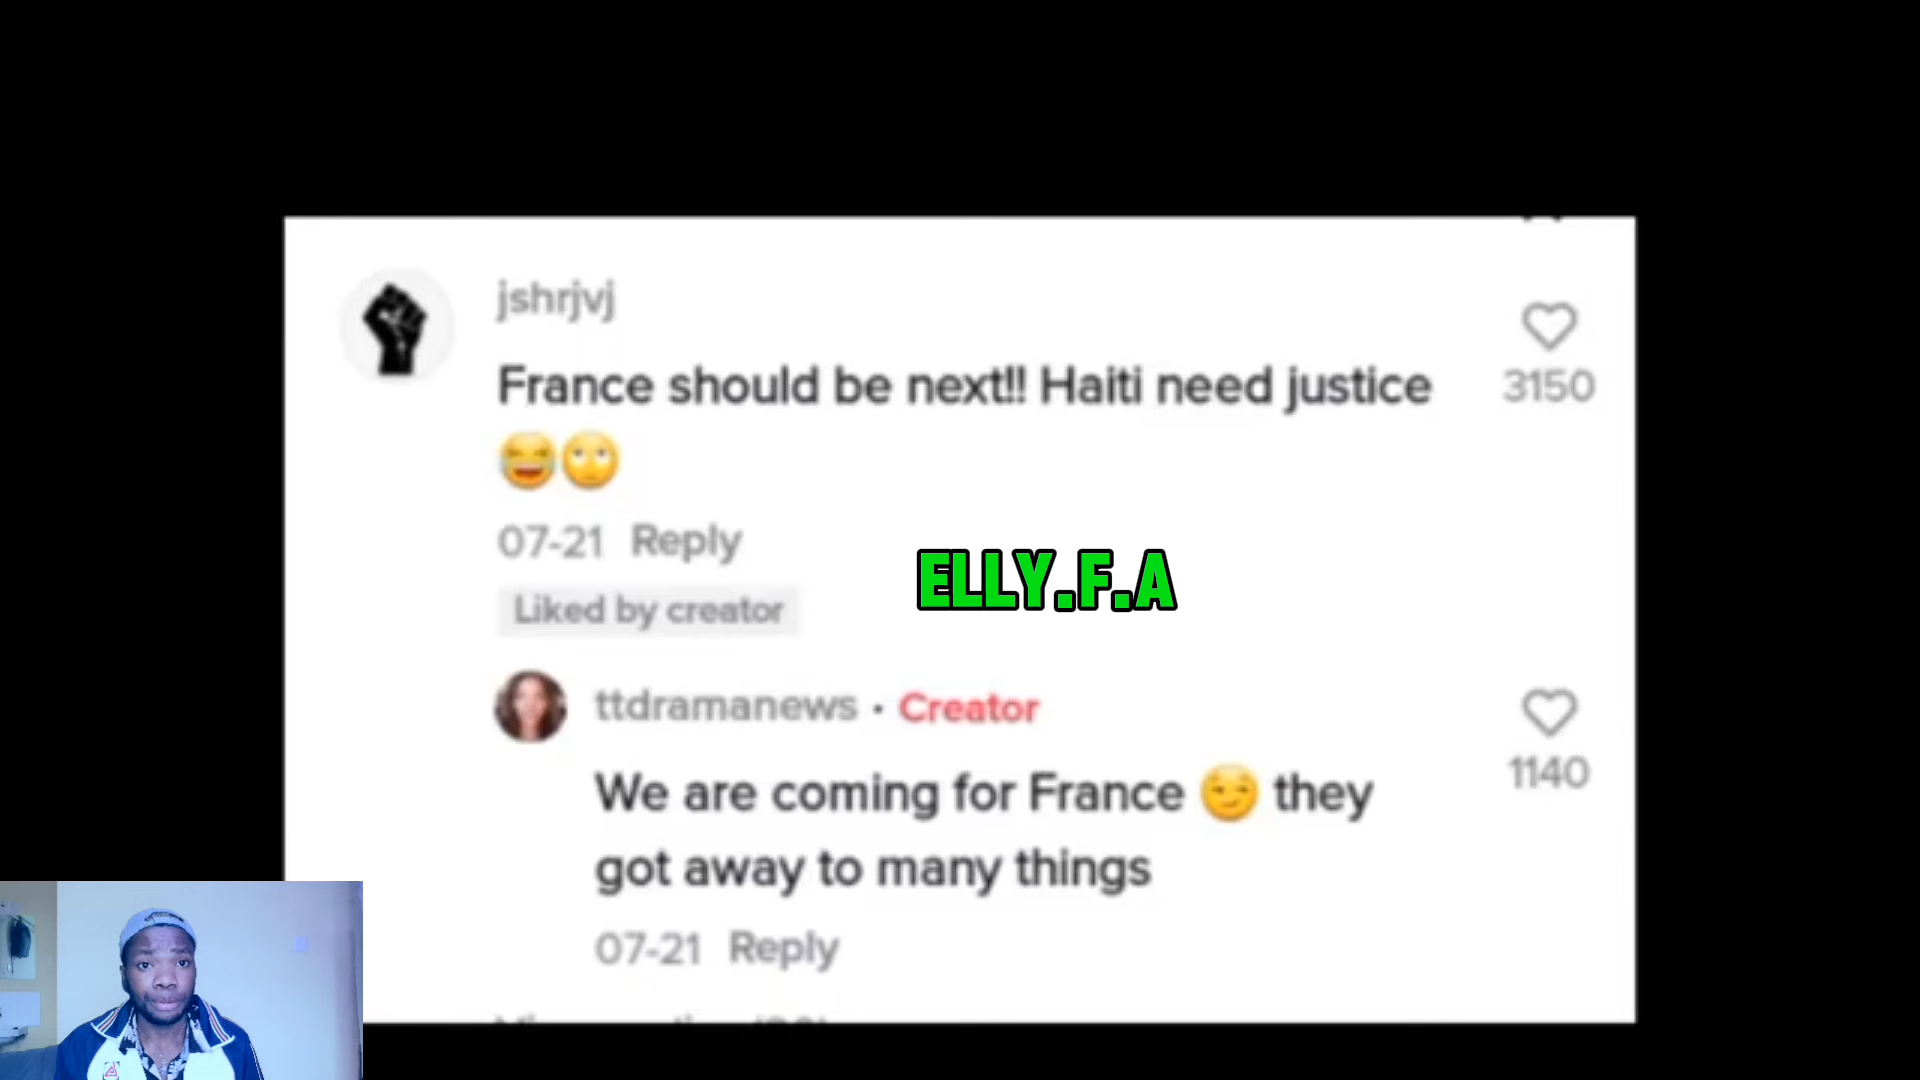 jshrjvj
France should be next!! Haiti need justice
😂🙄
3150
07-21 Reply
ELLY.F.A
Liked by creator
ttdramanews · Creator
We are coming for France 😏 they
got away to many things
1140
07-21 Reply